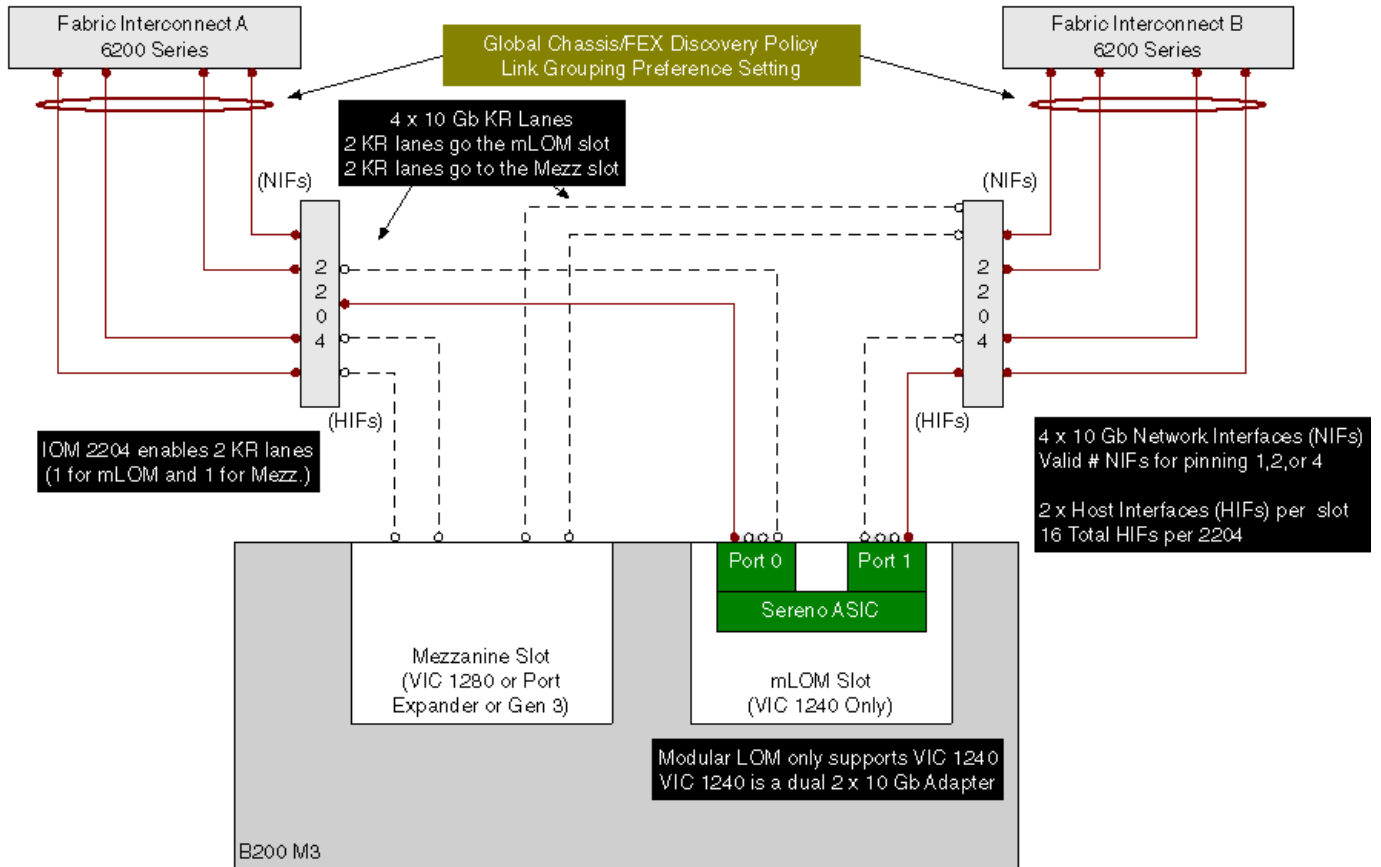 Fabric Interconnect A
6200 Series
Global Chassis/FEX Discovery Policy
Link Grouping Preference Setting
Fabric Interconnect B
6200 Series
4 x 10 Gb KR Lanes
2 KR lanes go the mLOM slot
2 KR lanes go to the Mezz slot
(NIFs)
(NIFs)
2
2
0
4
2
2
0
4
(HIFs)
(HIFs)
IOM 2204 enables 2 KR lanes
(1 for mLOM and 1 for Mezz.)
4 x 10 Gb Network Interfaces (NIFs)
Valid # NIFs for pinning 1,2,or 4
2 x Host Interfaces (HIFs) per slot
16 Total HIFs per 2204
Port 0
Port 1
Sereno ASIC
Mezzanine Slot
(VIC 1280 or Port
Expander or Gen 3)
mLOM Slot
(VIC 1240 Only)
Modular LOM only supports VIC 1240
VIC 1240 is a dual 2 x 10 Gb Adapter
B200 M3